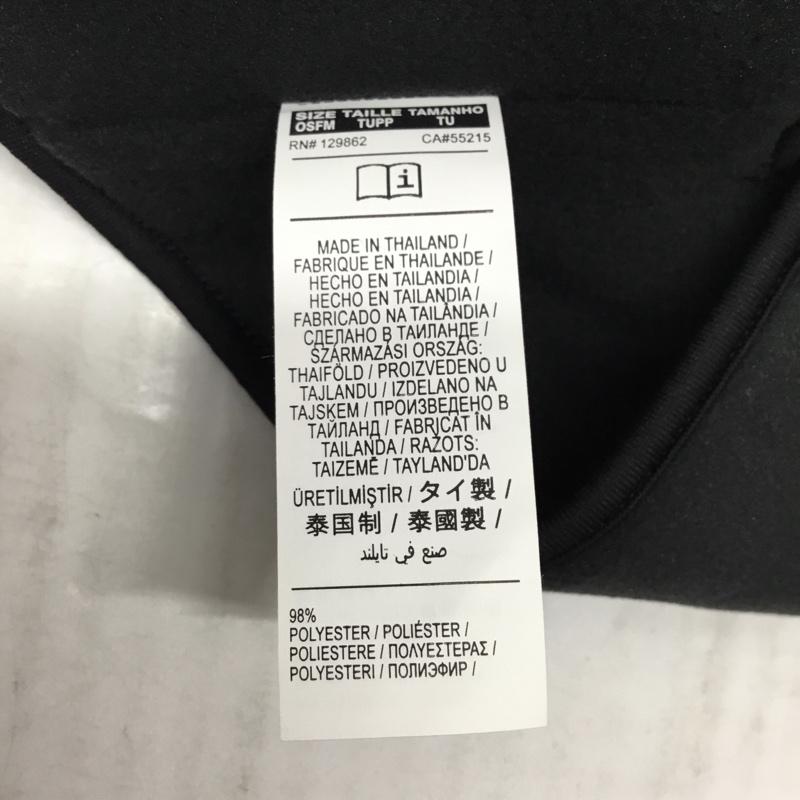 SIZE TAILLE TAMANHO
OSFM TUPP TU
RN# 129862 CA#55215
i
MADE IN THAILAND /
FABRIQUE EN THAILANDE /
HECHO EN TAILANDIA /
HECHO EN TAILANDIA /
FABRICADO NA TAILÂNDIA /
СДЕЛАНО В ТАИЛАНДЕ /
SZÁRMAZÁSI ORSZÁG:
THAIFÖLD / PROIZVEDENO U
TAJLANDU / IZDELANO NA
TAJSKEM / ПРОИЗВЕДЕНО В
ТАЙЛАНД / FABRICAT ÎN
TAILANDA / RAŽOTS:
TAIZEMĒ / TAYLAND'DA
ÜRETİLMİŞTİR / タイ製 /
泰国制 / 泰國製 /
صنع في تايلند
98%
POLYESTER / POLIÉSTER /
POLIESTERE / ΠΟΛΥΕΣΤΕΡΑΣ /
POLYESTERI / ПОЛИЭФИР /